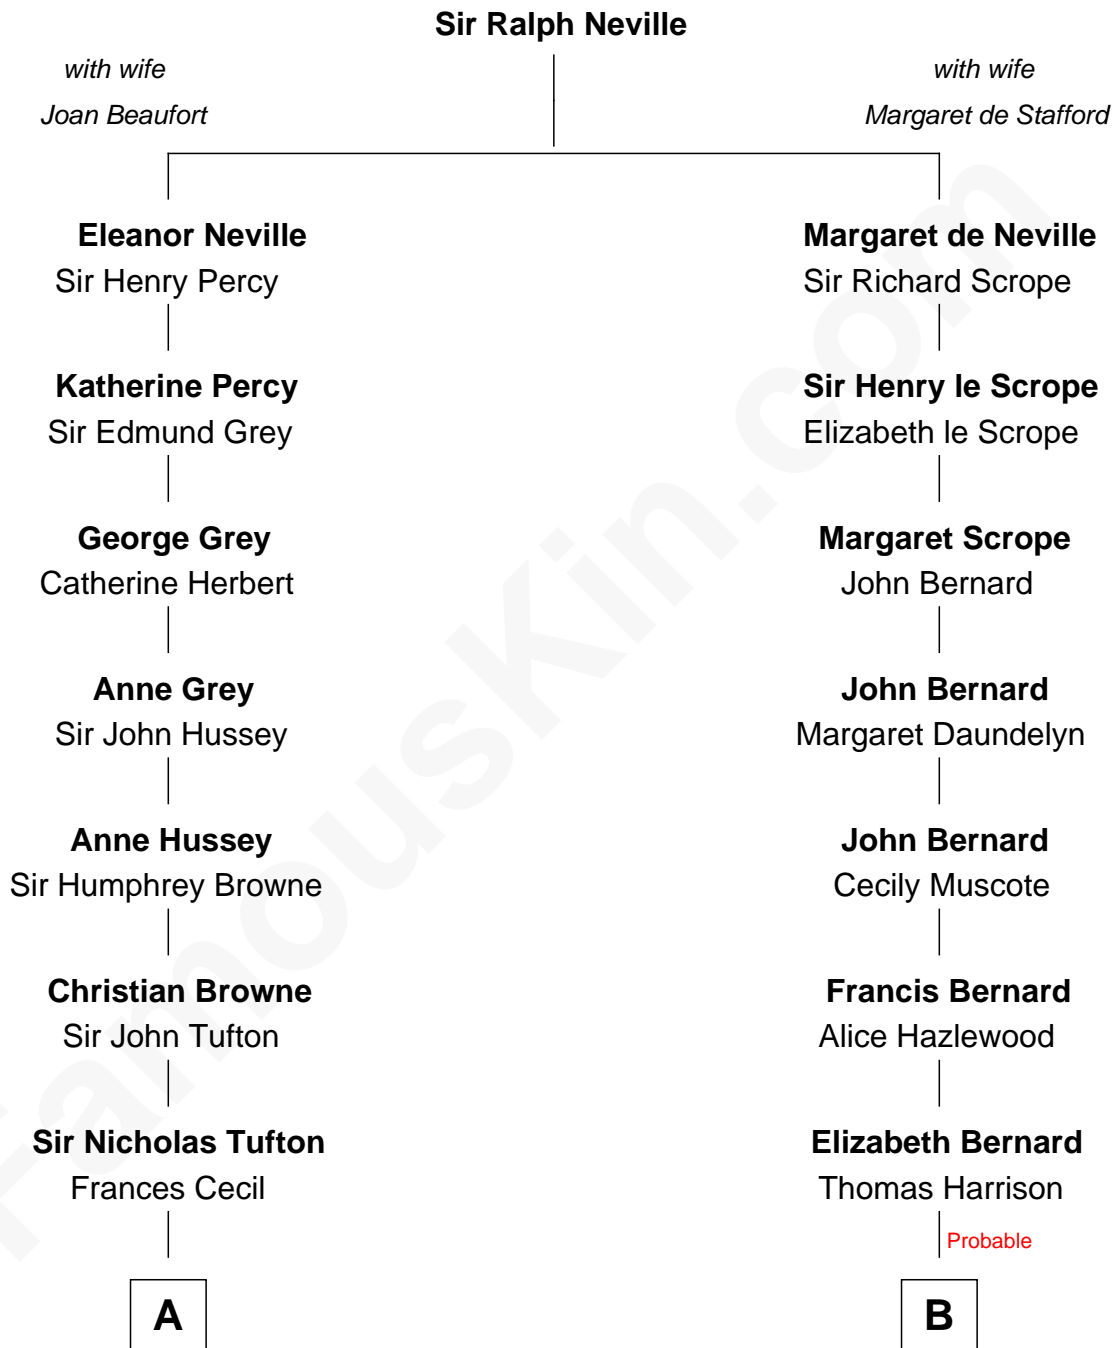 Sir Ralph Neville
with wife
Joan Beaufort
with wife
Margaret de Stafford
Eleanor Neville
Sir Henry Percy
Margaret de Neville
Sir Richard Scrope
Katherine Percy
Sir Edmund Grey
Sir Henry le Scrope
Elizabeth le Scrope
George Grey
Catherine Herbert
Margaret Scrope
John Bernard
Anne Grey
Sir John Hussey
John Bernard
Margaret Daundelyn
Anne Hussey
Sir Humphrey Browne
John Bernard
Cecily Muscote
Christian Browne
Sir John Tufton
Francis Bernard
Alice Hazlewood
Sir Nicholas Tufton
Frances Cecil
Elizabeth Bernard
Thomas Harrison
Probable
A
B
FamousKin.com